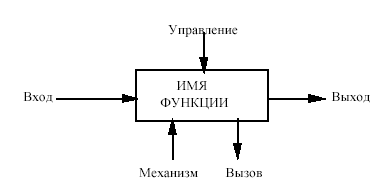 Управление
ИМЯ
ФУНКЦИИ
Вход
Выход
Механизм
Вызов